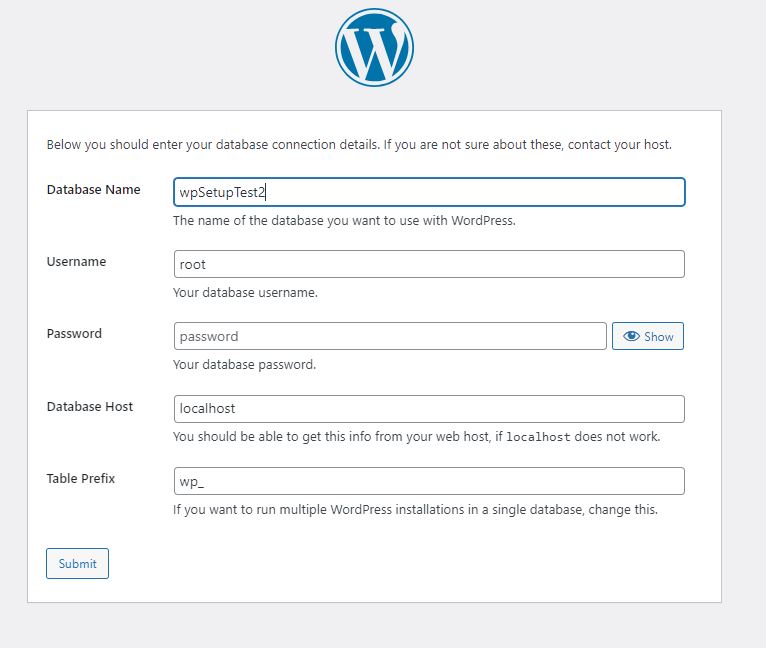 Below you should enter your database connection details. If you are not sure about these, contact your host.
Database Name
wpSetupTest2
The name of the database you want to use with WordPress.
Username
root
Your database username.
Password
password
Show
Your database password.
Database Host
localhost
You should be able to get this info from your web host, if localhost does not work.
Table Prefix
wp_
If you want to run multiple WordPress installations in a single database, change this.
Submit